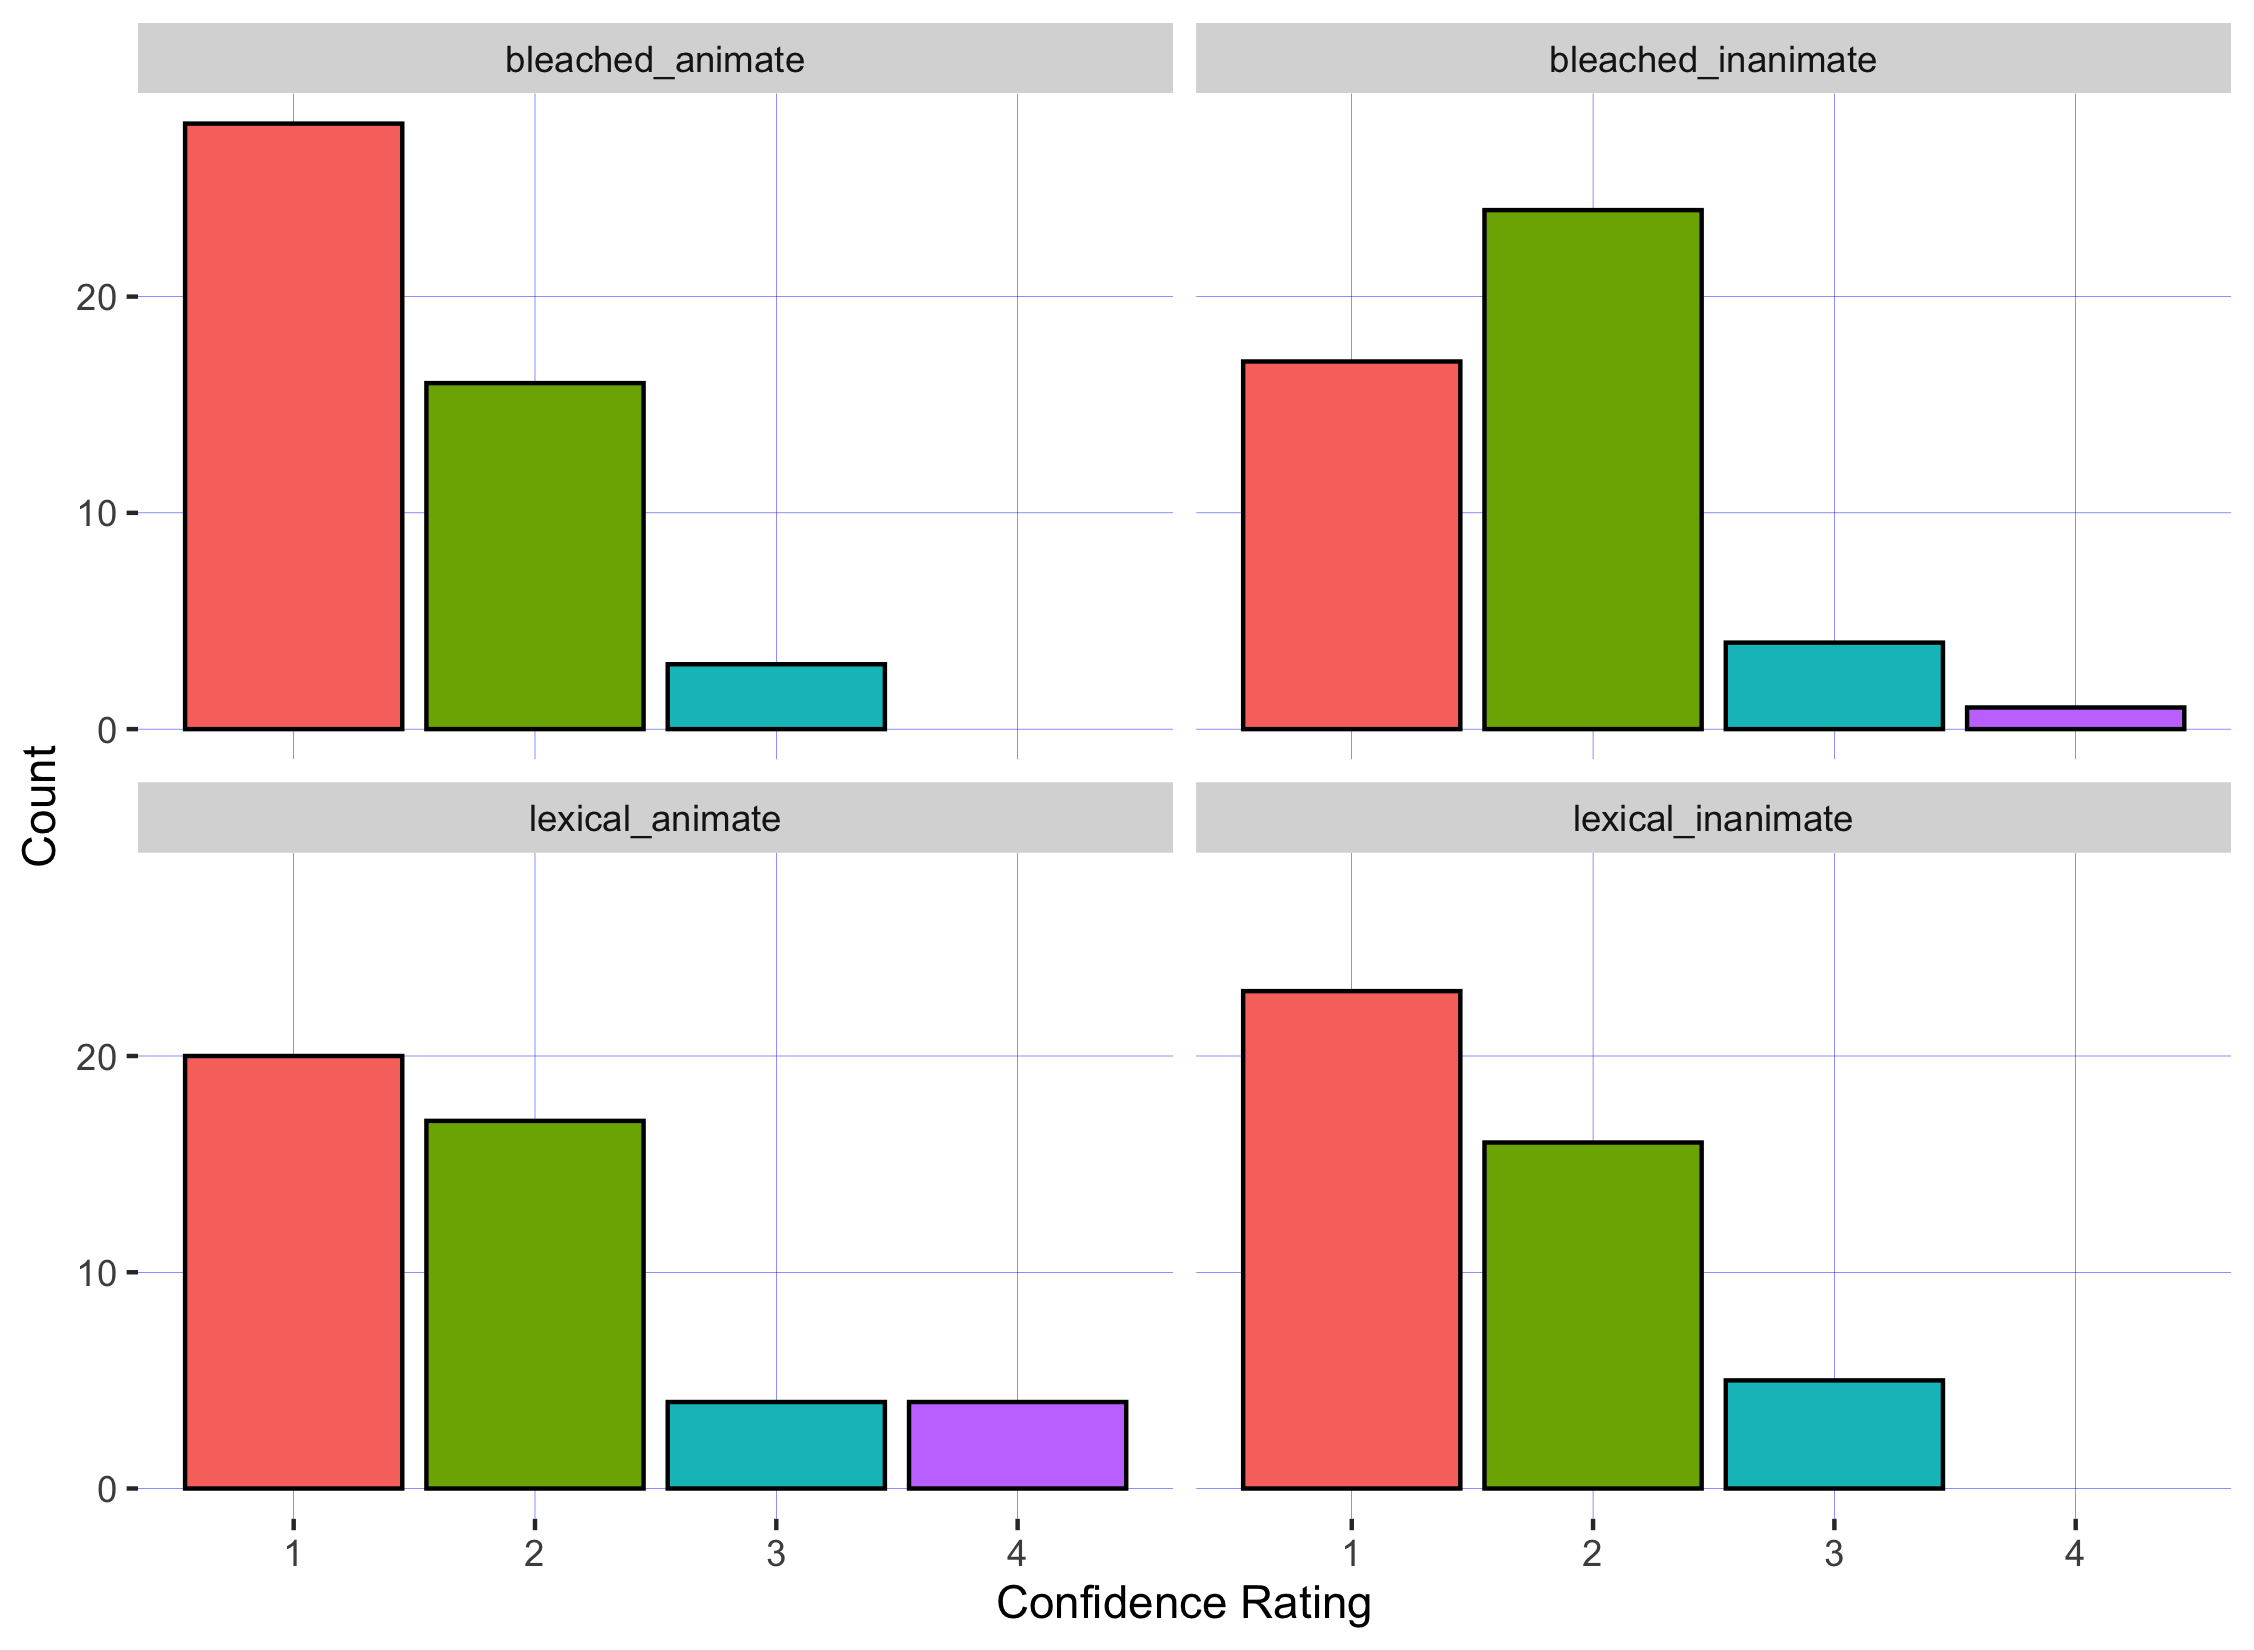 bleached_animate
bleached_inanimate
20
10
0
lexical_animate
lexical_inanimate
20
10
0
Count
1 2 3 4 1 2 3 4
Confidence Rating